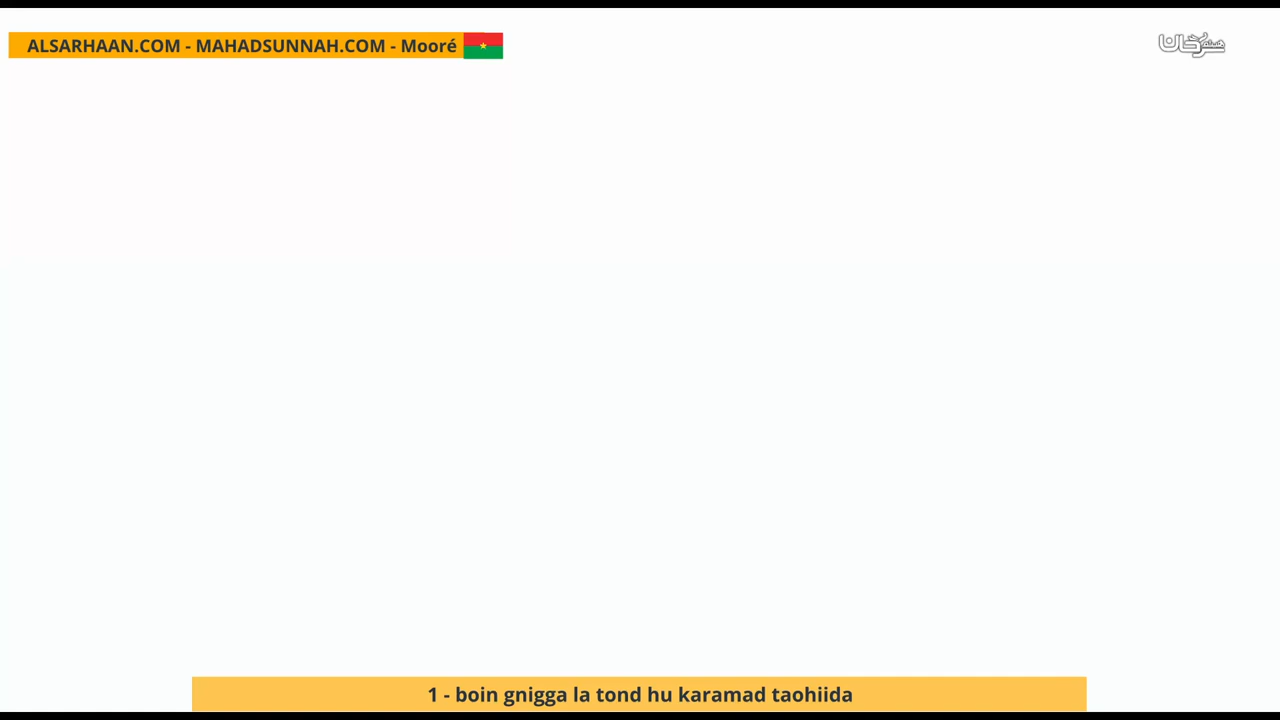 ALSARHAAN.COM - MAHADSUNNAH.COM - Mooré
1 - boin gnigga la tond hu karamad taohiida